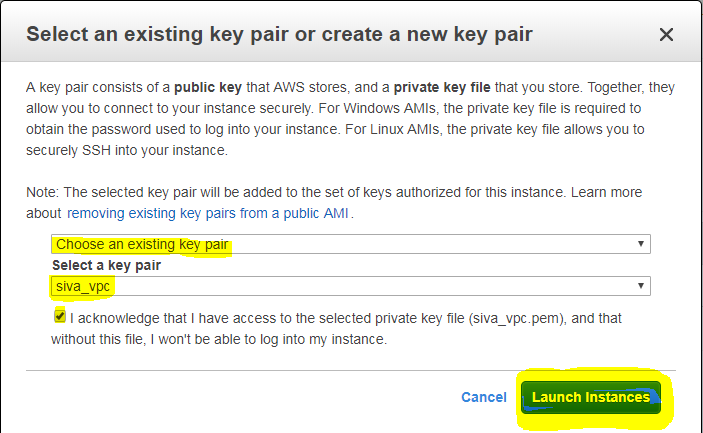 Select an existing key pair or create a new key pair
A key pair consists of a public key that AWS stores, and a private key file that you store. Together, they
allow you to connect to your instance securely. For Windows AMIs, the private key file is required to
obtain the password used to log into your instance. For Linux AMIs, the private key file allows you to
securely SSH into your instance.
Note: The selected key pair will be added to the set of keys authorized for this instance. Learn more
about removing existing key pairs from a public AMI.
Choose an existing key pair
Select a key pair
siva_vpc
I acknowledge that I have access to the selected private key file (siva_vpc.pem), and that
without this file, I won't be able to log into my instance.
Cancel Launch Instances